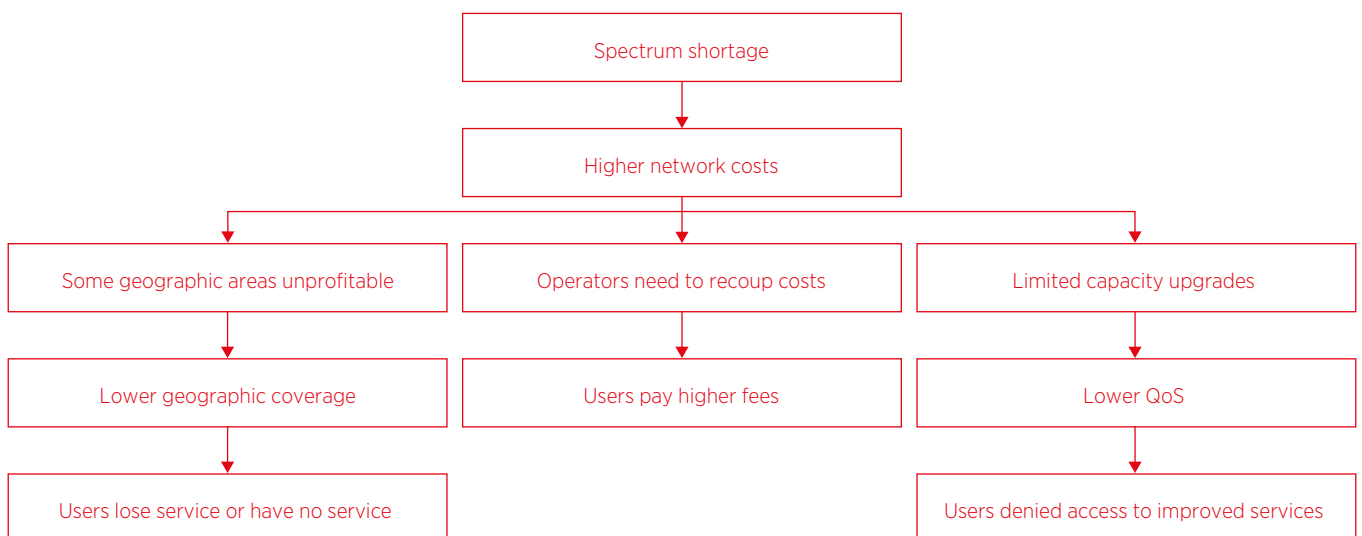 Spectrum shortage
Higher network costs
Some geographic areas unprofitable
Operators need to recoup costs
Limited capacity upgrades
Lower geographic coverage
Users pay higher fees
Lower QoS
Users lose service or have no service
Users denied access to improved services